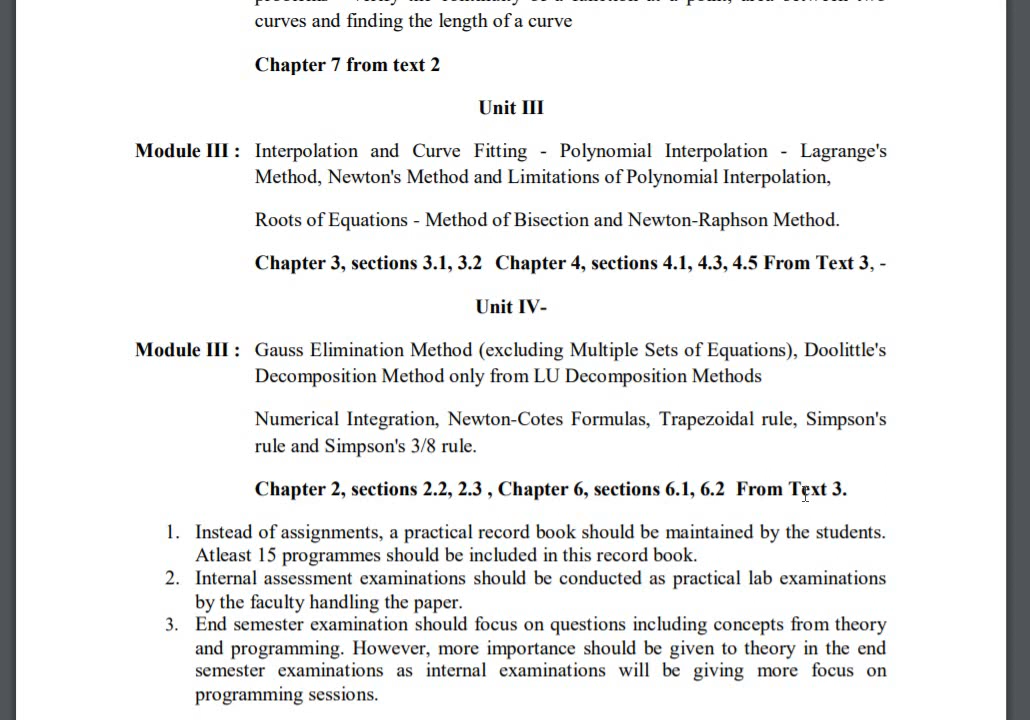 curves and finding the length of a curve
Chapter 7 from text 2
Unit III
Module III : Interpolation and Curve Fitting - Polynomial Interpolation - Lagrange's
Method, Newton's Method and Limitations of Polynomial Interpolation,
Roots of Equations - Method of Bisection and Newton-Raphson Method.
Chapter 3, sections 3.1, 3.2 Chapter 4, sections 4.1, 4.3, 4.5 From Text 3, -
Unit IV-
Module III : Gauss Elimination Method (excluding Multiple Sets of Equations), Doolittle's
Decomposition Method only from LU Decomposition Methods
Numerical Integration, Newton-Cotes Formulas, Trapezoidal rule, Simpson's
rule and Simpson's 3/8 rule.
Chapter 2, sections 2.2, 2.3 , Chapter 6, sections 6.1, 6.2 From Text 3.
1. Instead of assignments, a practical record book should be maintained by the students.
Atleast 15 programmes should be included in this record book.
2. Internal assessment examinations should be conducted as practical lab examinations
by the faculty handling the paper.
3. End semester examination should focus on questions including concepts from theory
and programming. However, more importance should be given to theory in the end
semester examinations as internal examinations will be giving more focus on
programming sessions.